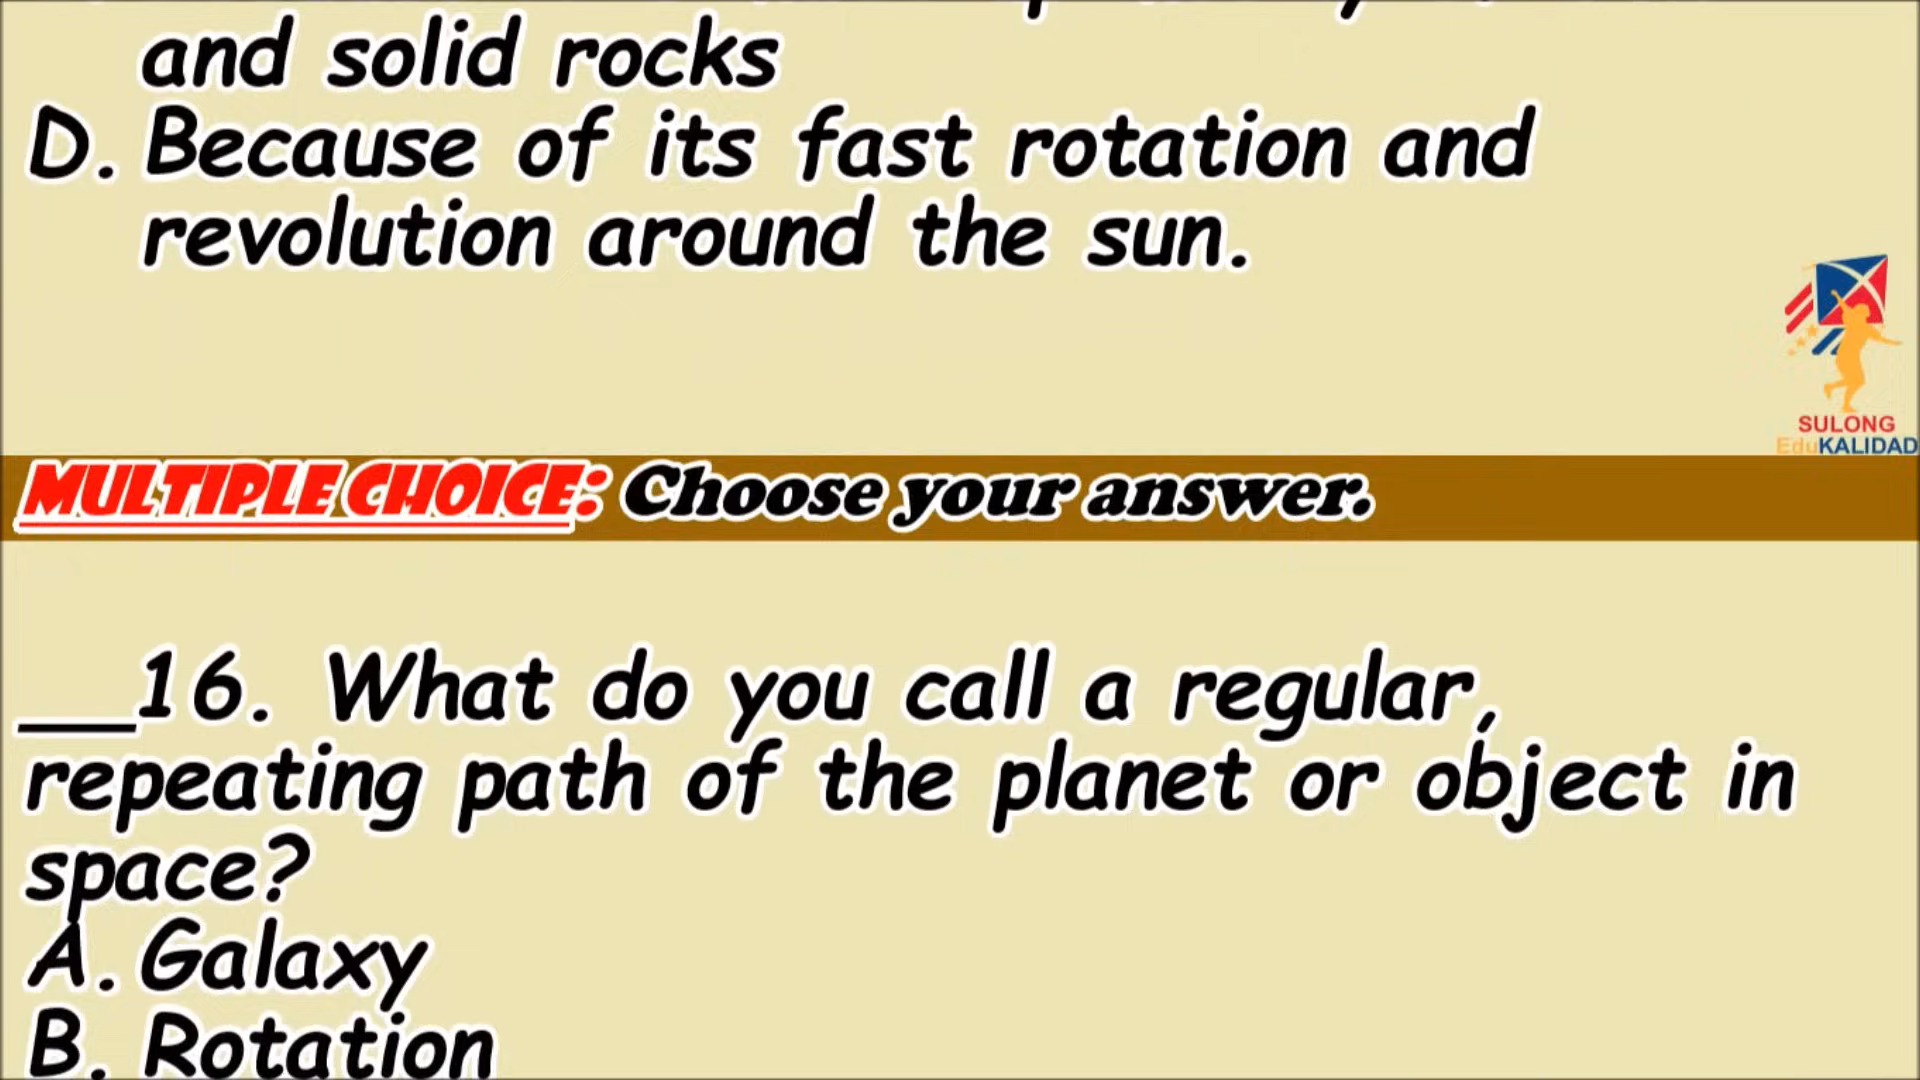 and solid rocks
D. Because of its fast rotation and
revolution around the sun.
SULONG
EduKALIDAD
MULTIPLE CHOICE: Choose your answer.
__16. What do you call a regular,
repeating path of the planet or object in
space?
A. Galaxy
B. Rotation